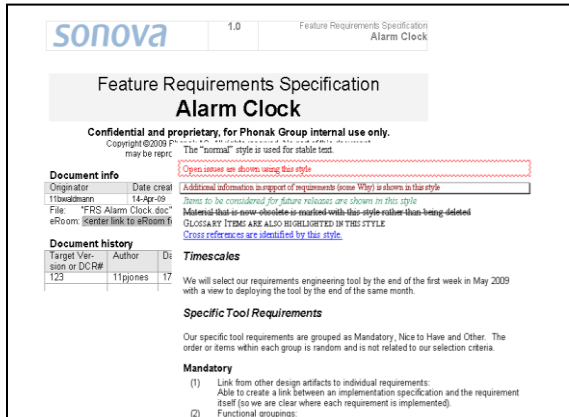 sonova
1.0
Feature Requirements Specification
Alarm Clock
Feature Requirements Specification
Alarm Clock
Confidential and proprietary, for Phonak Group internal use only.
Copyright ©2009
may be repro
The "normal" style is used for stable text.
Open issues are shown using this style
Additional information in support of requirements (some Why) is shown in this style
Items to be considered for future releases are shown in this style
Material that is now obsolete is marked with this style rather than being deleted
GLOSSARY ITEMS ARE ALSO HIGHLIGHTED IN THIS STYLE
Cross references are identified by this style.
Document info
Originator Date creat
11bwaldmann 14-Apr-09
File: "FRS Alarm Clock.doc"
eRoom: <enter link to eRoom f
Document history
Target Ver-
sion or DCR# Author Da
123 11pjones 17
Timescales
We will select our requirements engineering tool by the end of the first week in May 2009
with a view to deploying the tool by the end of the same month.
Specific Tool Requirements
Our specific tool requirements are grouped as Mandatory, Nice to Have and Other. The
order or items within each group is random and is not related to our selection criteria.
Mandatory
(1) Link from other design artifacts to individual requirements:
Able to create a link between an implementation specification and the requirement
itself (so we are clear where each requirement is implemented).
(2) Functional groupings: